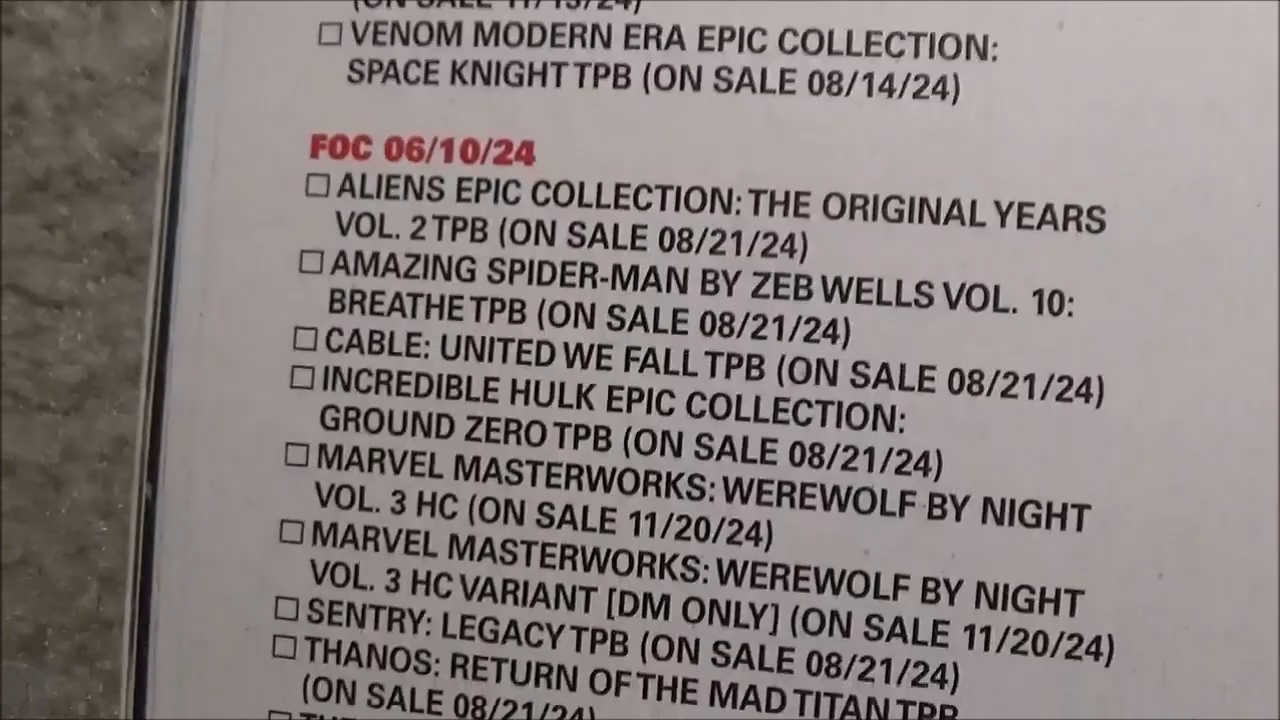 (ON SALE 11/13/24)
□ VENOM MODERN ERA EPIC COLLECTION:
SPACE KNIGHT TPB (ON SALE 08/14/24)
FOC 06/10/24
□ ALIENS EPIC COLLECTION: THE ORIGINAL YEARS
VOL. 2 TPB (ON SALE 08/21/24)
□ AMAZING SPIDER-MAN BY ZEB WELLS VOL. 10:
BREATHE TPB (ON SALE 08/21/24)
□ CABLE: UNITED WE FALL TPB (ON SALE 08/21/24)
□ INCREDIBLE HULK EPIC COLLECTION:
GROUND ZERO TPB (ON SALE 08/21/24)
□ MARVEL MASTERWORKS: WEREWOLF BY NIGHT
VOL. 3 HC (ON SALE 11/20/24)
□ MARVEL MASTERWORKS: WEREWOLF BY NIGHT
VOL. 3 HC VARIANT [DM ONLY] (ON SALE 11/20/24)
□ SENTRY: LEGACY TPB (ON SALE 08/21/24)
□ THANOS: RETURN OF THE MAD TITAN TPB
(ON SALE 08/21/24)